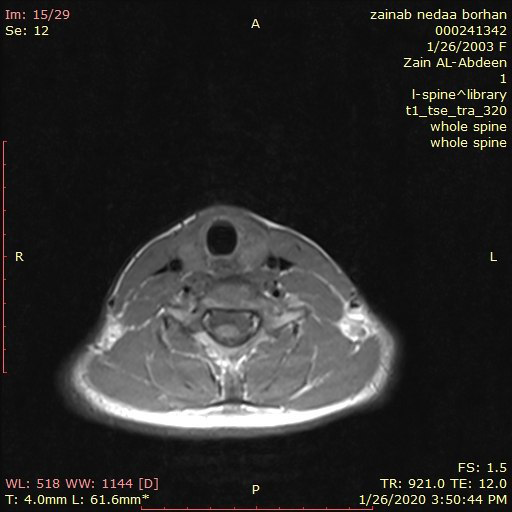 Im: 15/29
Se: 12
A
zainab nedaa borhan
000241342
1/26/2003 F
Zain AL-Abdeen
1
l-spine^library
t1_tse_tra_320
whole spine
whole spine
R
L
WL: 518 WW: 1144 [D]
T: 4.0mm L: 61.6mm*
P
FS: 1.5
TR: 921.0 TE: 12.0
1/26/2020 3:50:44 PM